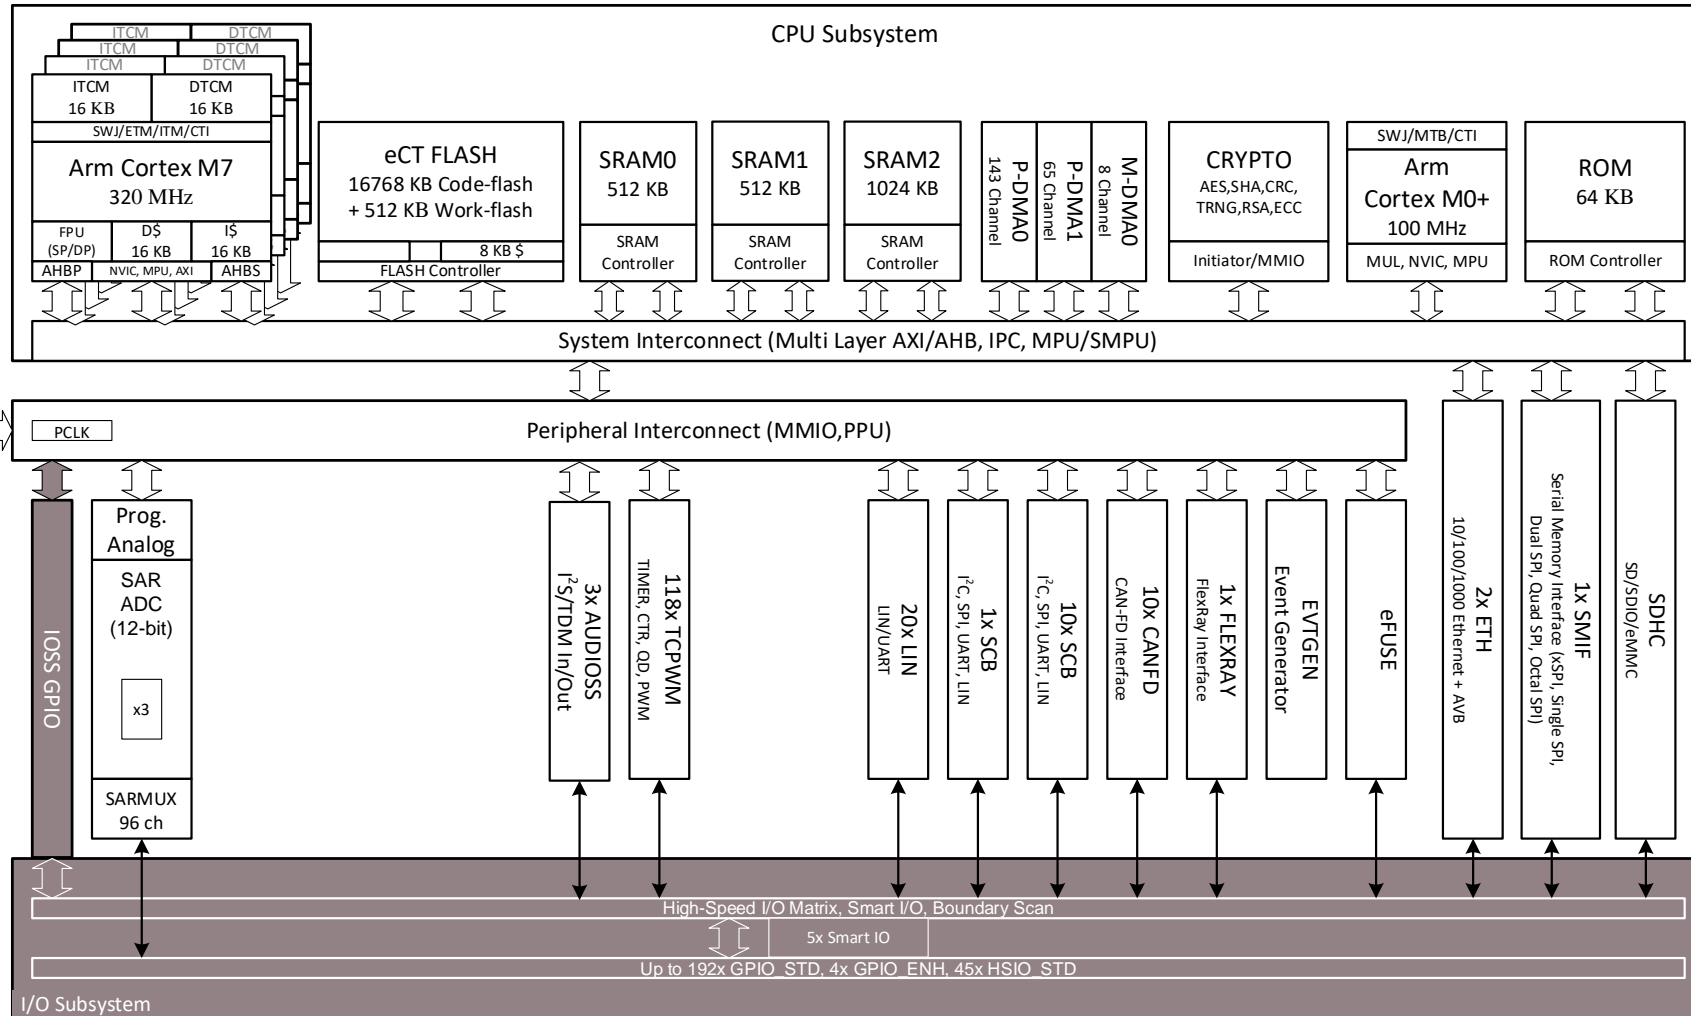 CPU Subsystem
ITCM
DTCM
ITCM
DTCM
ITCM
DTCM
ITCM
16 KB
DTCM
16 KB
SWJ/ETM/ITM/CTI
Arm Cortex M7
320 MHz
FPU
(SP/DP)
D$
16 KB
I$
16 KB
AHBP
NVIC, MPU, AXI
AHBS
eCT FLASH
16768 KB Code-flash
+ 512 KB Work-flash
8 KB $
FLASH Controller
SRAM0
512 KB
SRAM
Controller
SRAM1
512 KB
SRAM
Controller
SRAM2
1024 KB
SRAM
Controller
P-DMA0
143 Channel
P-DMA1
65 Channel
M-DMA0
8 Channel
CRYPTO
AES,SHA,CRC,
TRNG,RSA,ECC
Initiator/MMIO
SWJ/MTB/CTI
Arm
Cortex M0+
100 MHz
MUL, NVIC, MPU
ROM
64 KB
ROM Controller
System Interconnect (Multi Layer AXI/AHB, IPC, MPU/SMPU)
PCLK
Peripheral Interconnect (MMIO,PPU)
IOSS GPIO
Prog.
Analog
SAR
ADC
(12-bit)
x3
SARMUX
96 ch
3x AUDIOSS
I²S/TDM In/Out
118x TCPWM
TIMER, CTR, QD, PWM
20x LIN
LIN/UART
1x SCB
I²C, SPI, UART, LIN
10x SCB
I²C, SPI, UART, LIN
10x CANFD
CAN-FD Interface
1x FLEXRAY
FlexRay Interface
EVTGEN
Event Generator
eFUSE
2x ETH
10/100/1000 Ethernet + AVB
1x SMIF
Serial Memory Interface (xSPI, Single SPI,
Dual SPI, Quad SPI, Octal SPI)
SDHC
SD/SDIO/eMMC
High-Speed I/O Matrix, Smart I/O, Boundary Scan
5x Smart IO
Up to 192x GPIO_STD, 4x GPIO_ENH, 45x HSIO_STD
I/O Subsystem